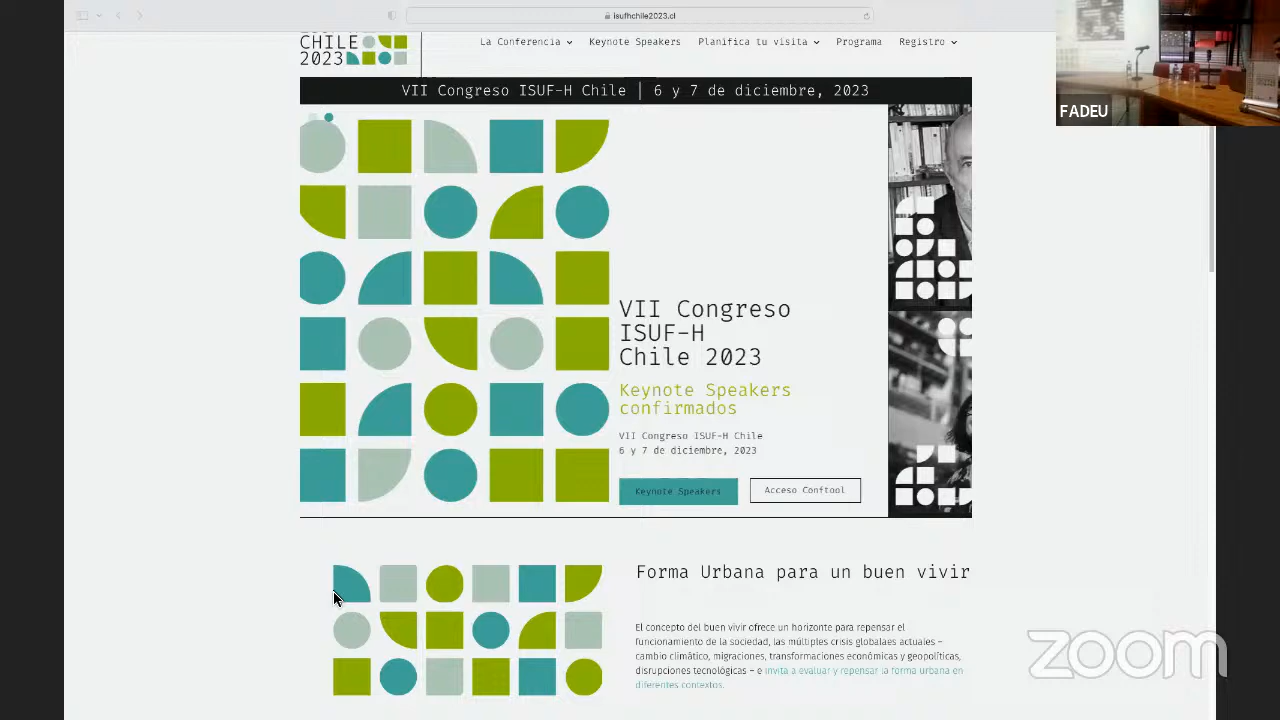 isufhchile2023.cl
CHILE
2023
Conferencia
Keynote Speakers
Planifica tu visita
Programa
Registro
FADEU
VII Congreso ISUF-H Chile | 6 y 7 de diciembre, 2023
VII Congreso
ISUF-H
Chile 2023
Keynote Speakers
confirmados
VII Congreso ISUF-H Chile
6 y 7 de diciembre, 2023
Keynote Speakers
Acceso Conftool
Forma Urbana para un buen vivir
El concepto del buen vivir ofrece un horizonte para repensar el
funcionamiento de la sociedad, las múltiples crisis globalaes actuales –
cambio climático, migraciones, transformaciones económicas y geopolíticas,
disrupciones tecnológicas – e invita a evaluar y repensar la forma urbana en
diferentes contextos.
zoom